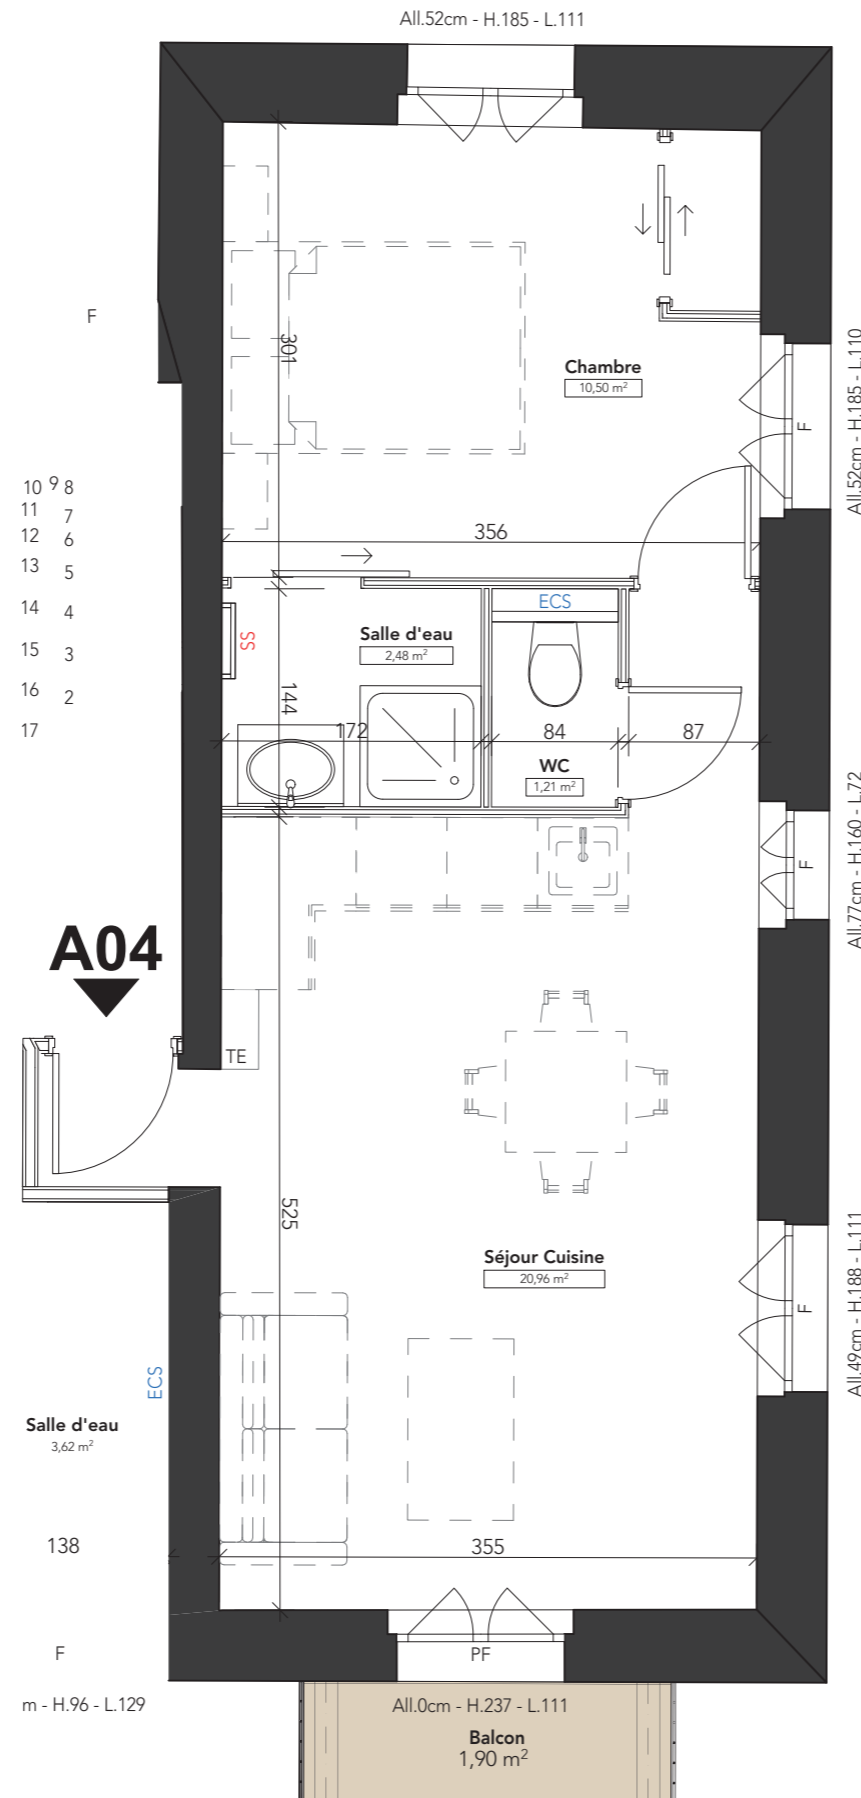 All.52cm - H.185 - L.111
F
301
Chambre
10,50 m²
F
All.52cm - H.185 - L.110
10 9 8
11 7
12 6
13 5
14 4
15 3
16 2
17
356
ECS
SS
Salle d'eau
2,48 m²
144
172
84
87
WC
1,21 m²
F
All.77cm - H.160 - L.72
A04
TE
525
Séjour Cuisine
20,96 m²
F
All.49cm - H.188 - L.111
ECS
Salle d'eau
3,62 m²
138
355
F
PF
m - H.96 - L.129
All.0cm - H.237 - L.111
Balcon
1,90 m²